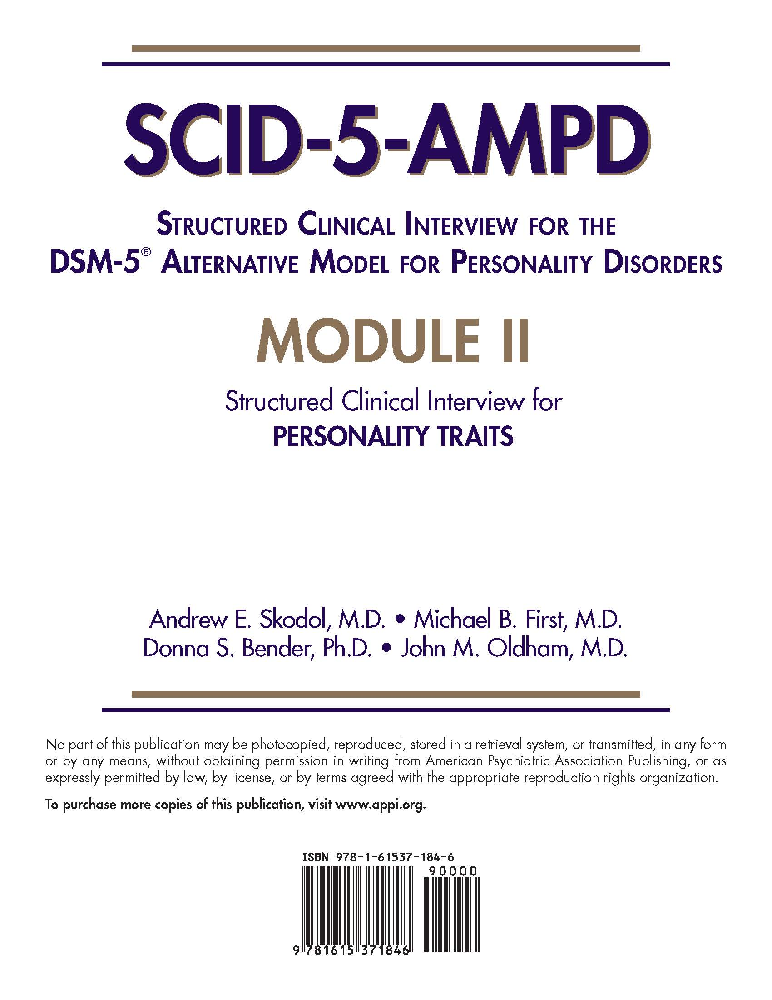 SCID-5-AMPD
STRUCTURED CLINICAL INTERVIEW FOR THE
DSM-5® ALTERNATIVE MODEL FOR PERSONALITY DISORDERS
MODULE II
Structured Clinical Interview for
PERSONALITY TRAITS
Andrew E. Skodol, M.D. • Michael B. First, M.D.
Donna S. Bender, Ph.D. • John M. Oldham, M.D.
No part of this publication may be photocopied, reproduced, stored in a retrieval system, or transmitted, in any form
or by any means, without obtaining permission in writing from American Psychiatric Association Publishing, or as
expressly permitted by law, by license, or by terms agreed with the appropriate reproduction rights organization.
To purchase more copies of this publication, visit www.appi.org.
ISBN 978-1-61537-184-6
90000
9 781615 371846